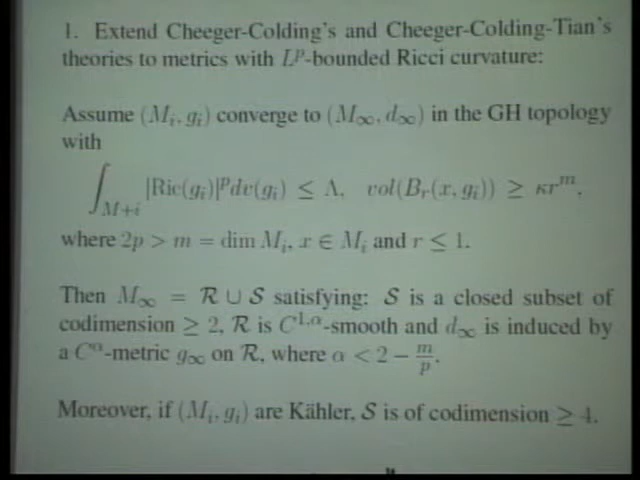 1. Extend Cheeger-Colding's and Cheeger-Colding-Tian's
theories to metrics with L^p-bounded Ricci curvature:
Assume (M_i, g_i) converge to (M_∞, d_∞) in the GH topology
with
∫_{M+i} |Ric(g_i)|^p dv(g_i) ≤ Λ, vol(B_r(x, g_i)) ≥ κr^m,
where 2p > m = dim M_i, x ∈ M_i and r ≤ 1.
Then M_∞ = R ∪ S satisfying: S is a closed subset of
codimension ≥ 2, R is C^{1,α}-smooth and d_∞ is induced by
a C^α-metric g_∞ on R, where α < 2 − m/p.
Moreover, if (M_i, g_i) are Kähler, S is of codimension ≥ 4.